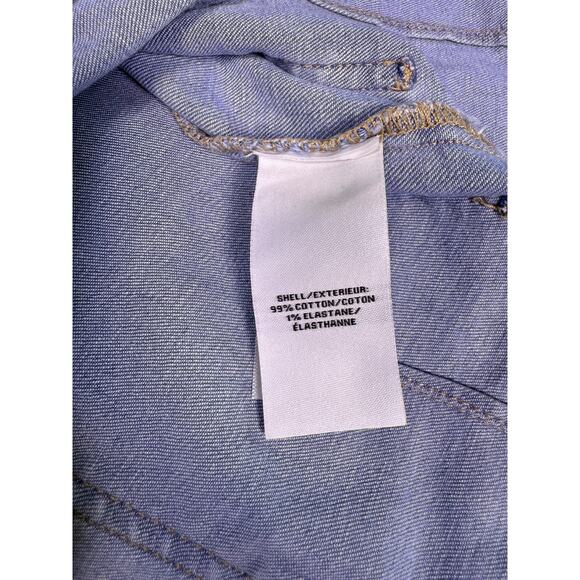 SHELL/EXTERIEUR:
99% COTTON/COTON
1% ELASTANE/
ÉLASTHANNE